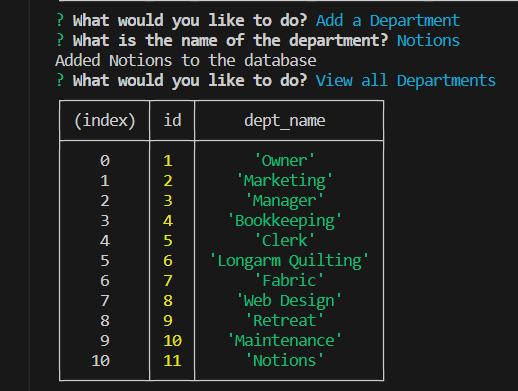 ? What would you like to do? Add a Department
? What is the name of the department? Notions
Added Notions to the database
? What would you like to do? View all Departments
(index) id dept_name
0 1 'Owner'
1 2 'Marketing'
2 3 'Manager'
3 4 'Bookkeeping'
4 5 'Clerk'
5 6 'Longarm Quilting'
6 7 'Fabric'
7 8 'Web Design'
8 9 'Retreat'
9 10 'Maintenance'
10 11 'Notions'